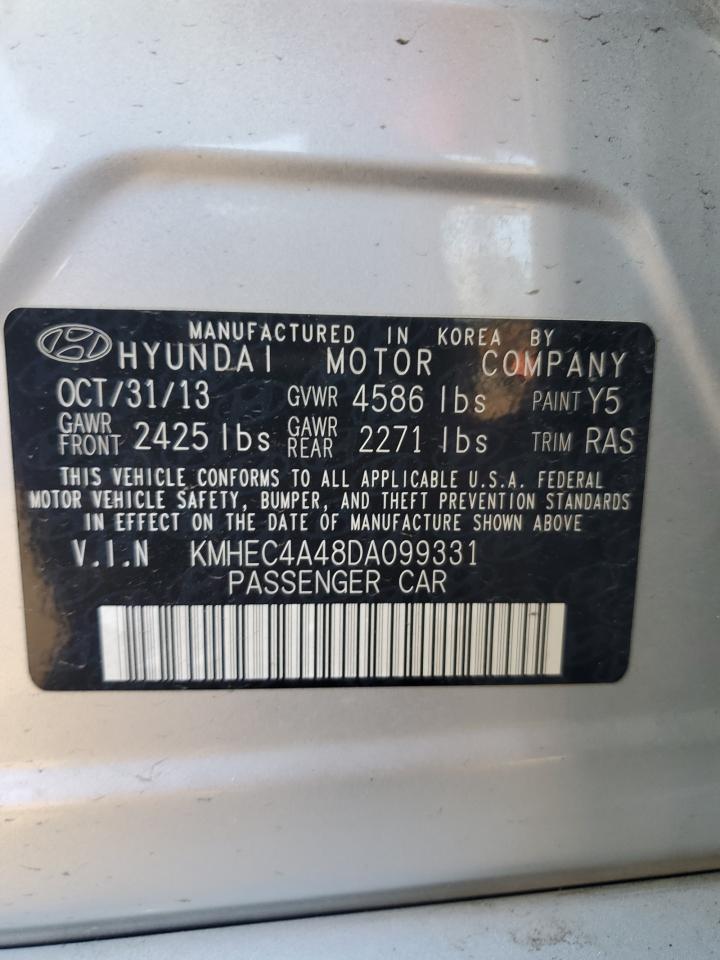 MANUFACTURED IN KOREA BY
HYUNDAI MOTOR COMPANY
OCT/31/13 GVWR 4586 lbs PAINT Y5
GAWR FRONT 2425 lbs GAWR REAR 2271 lbs TRIM RAS
THIS VEHICLE CONFORMS TO ALL APPLICABLE U.S.A. FEDERAL
MOTOR VEHICLE SAFETY, BUMPER, AND THEFT PREVENTION STANDARDS
IN EFFECT ON THE DATE OF MANUFACTURE SHOWN ABOVE
V.I.N KMHEC4A48DA099331
PASSENGER CAR